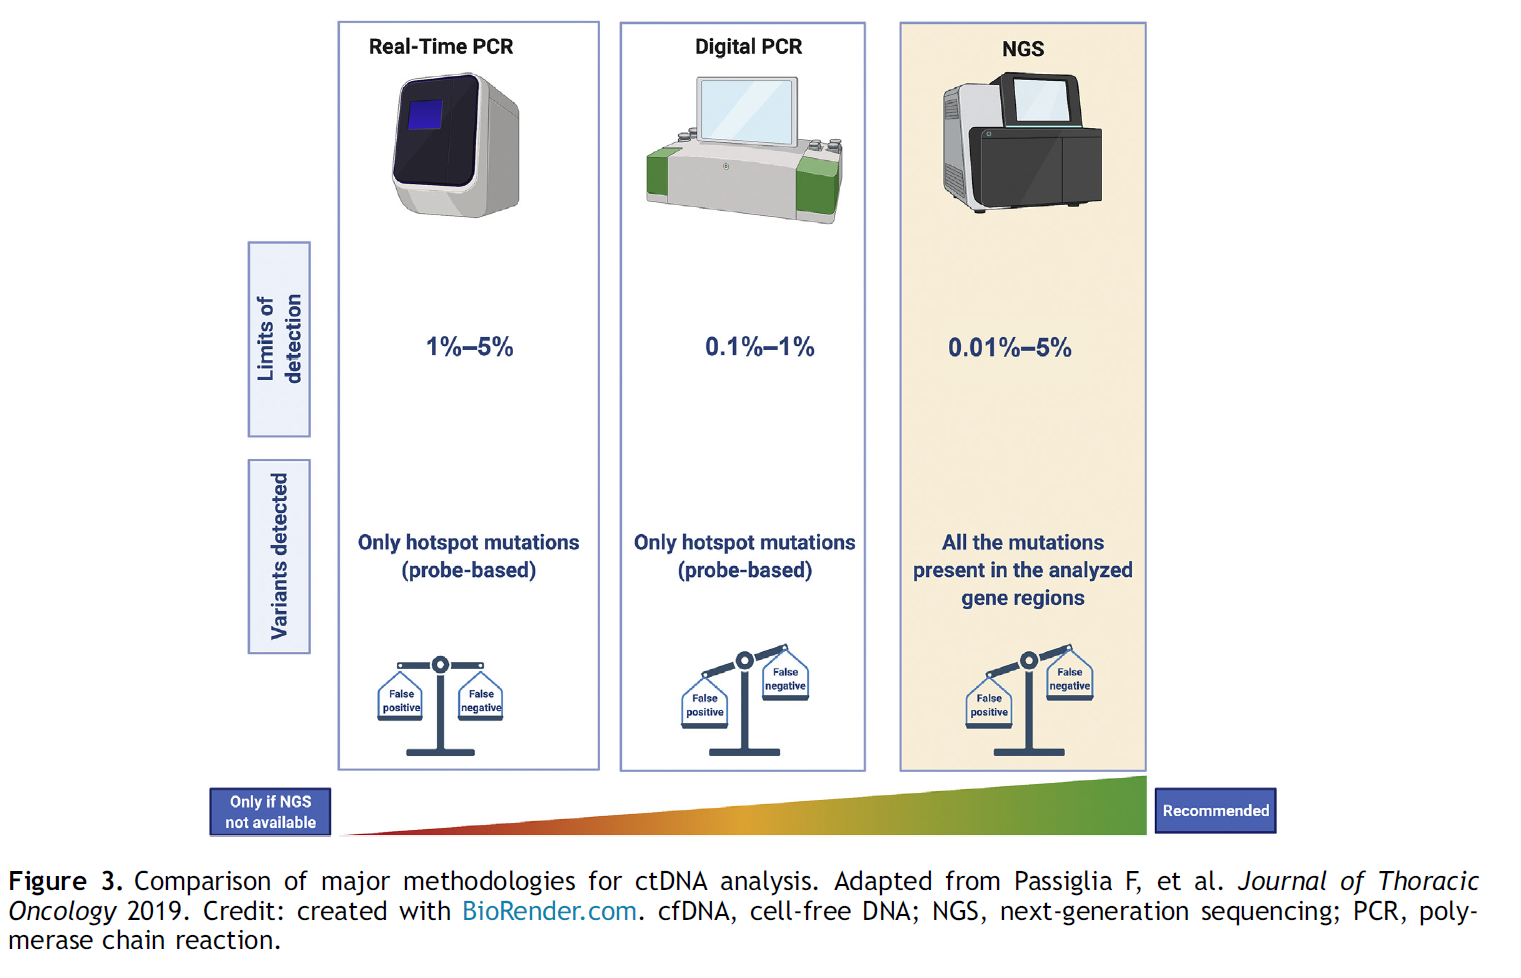 Real-Time PCR
Digital PCR
NGS
Limits of
detection
1%–5%
0.1%–1%
0.01%–5%
Variants detected
Only hotspot mutations
(probe-based)
Only hotspot mutations
(probe-based)
All the mutations
present in the analyzed
gene regions
False
positive
False
negative
False
positive
False
negative
False
positive
False
negative
Only if NGS
not available
Recommended
Figure 3. Comparison of major methodologies for ctDNA analysis. Adapted from Passiglia F, et al. Journal of Thoracic
Oncology 2019. Credit: created with BioRender.com. cfDNA, cell-free DNA; NGS, next-generation sequencing; PCR, poly-
merase chain reaction.